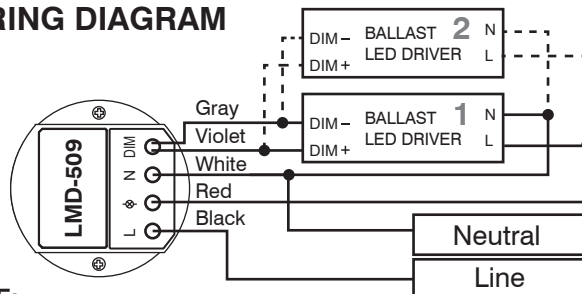 RING DIAGRAM
DIM–
DIM+
BALLAST 2
LED DRIVER
N
L
DIM–
DIM+
BALLAST 1
LED DRIVER
N
L
LMD-509
DIM
N
L
Gray
Violet
White
Red
Black
Neutral
Line